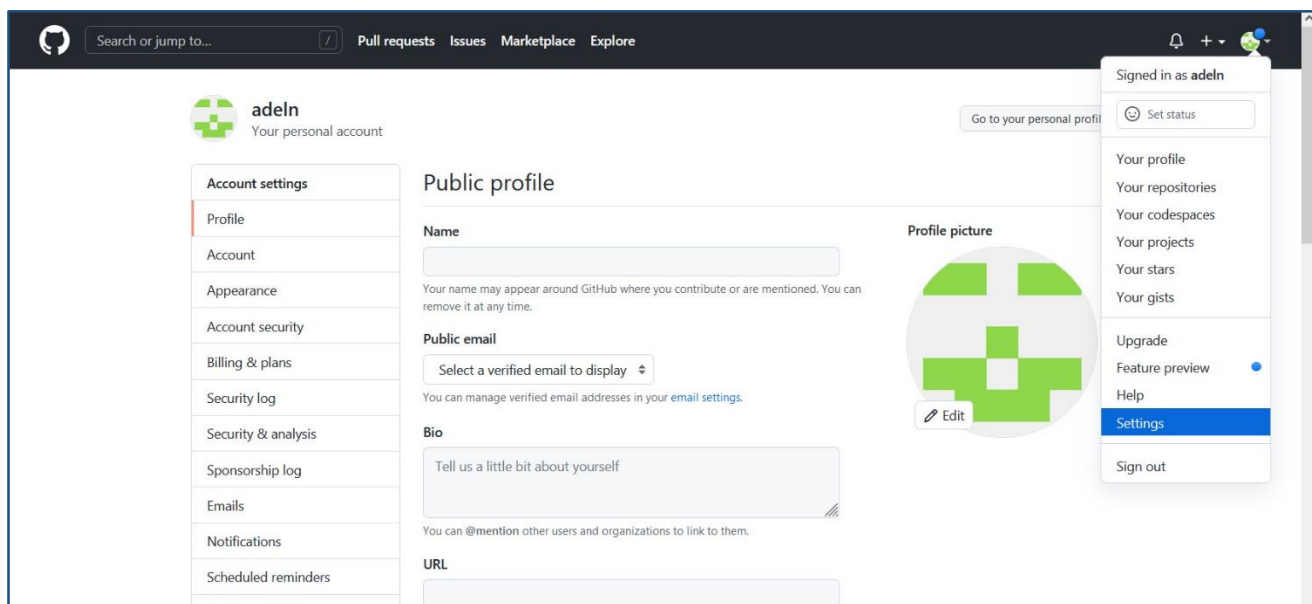 Search or jump to...
/
Pull requests Issues Marketplace Explore
adeln
Your personal account
Go to your personal profil
Account settings
Profile
Account
Appearance
Account security
Billing & plans
Security log
Security & analysis
Sponsorship log
Emails
Notifications
Scheduled reminders
Public profile
Name
Your name may appear around GitHub where you contribute or are mentioned. You can
remove it at any time.
Public email
Select a verified email to display
You can manage verified email addresses in your email settings.
Bio
Tell us a little bit about yourself
You can @mention other users and organizations to link to them.
URL
Profile picture
Edit
Signed in as adeln
Set status
Your profile
Your repositories
Your codespaces
Your projects
Your stars
Your gists
Upgrade
Feature preview
Help
Settings
Sign out